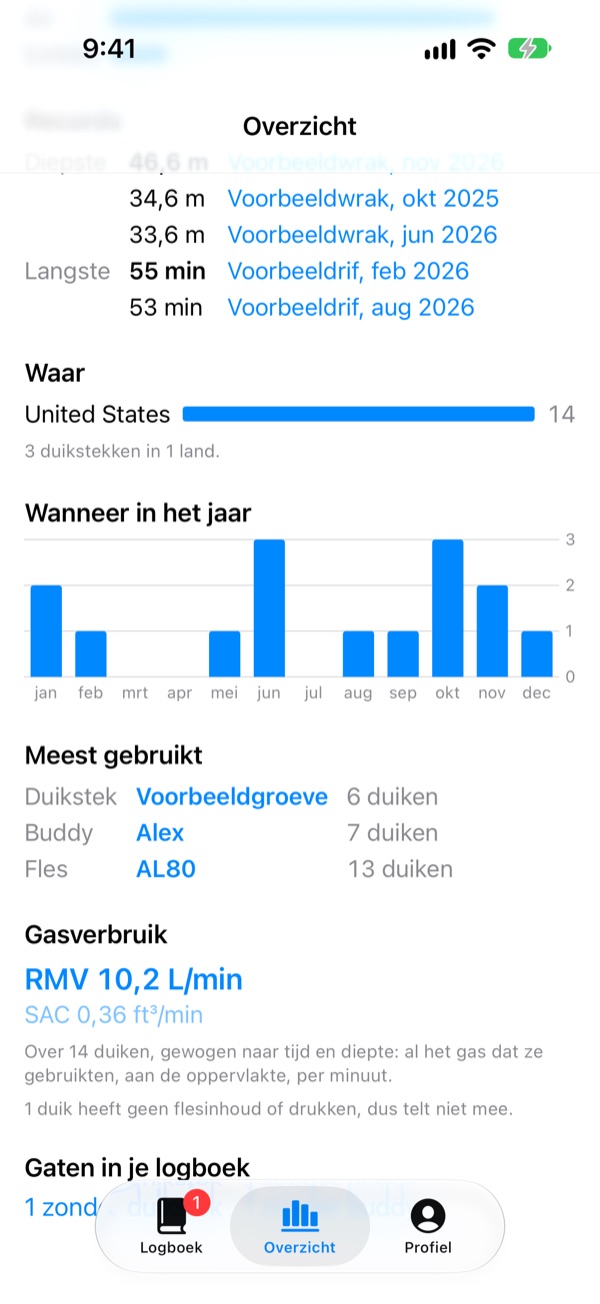 9:41
Records
Overzicht
Diepste 46,6 m Voorbeeldwrak, nov 2026
34,6 m Voorbeeldwrak, okt 2025
33,6 m Voorbeeldwrak, jun 2026
Langste 55 min Voorbeeldrif, feb 2026
53 min Voorbeeldrif, aug 2026
Waar
United States 14
3 duikstekken in 1 land.
Wanneer in het jaar
3
2
1
0
jan feb mrt apr mei jun jul aug sep okt nov dec
Meest gebruikt
Duikstek Voorbeeldgroeve 6 duiken
Buddy Alex 7 duiken
Fles AL80 13 duiken
Gasverbruik
RMV 10,2 L/min
SAC 0,36 ft³/min
Over 14 duiken, gewogen naar tijd en diepte: al het gas dat ze
gebruikten, aan de oppervlakte, per minuut.
1 duik heeft geen flesinhoud of drukken, dus telt niet mee.
Gaten in je logboek
1 zond
1
Logboek Overzicht Profiel